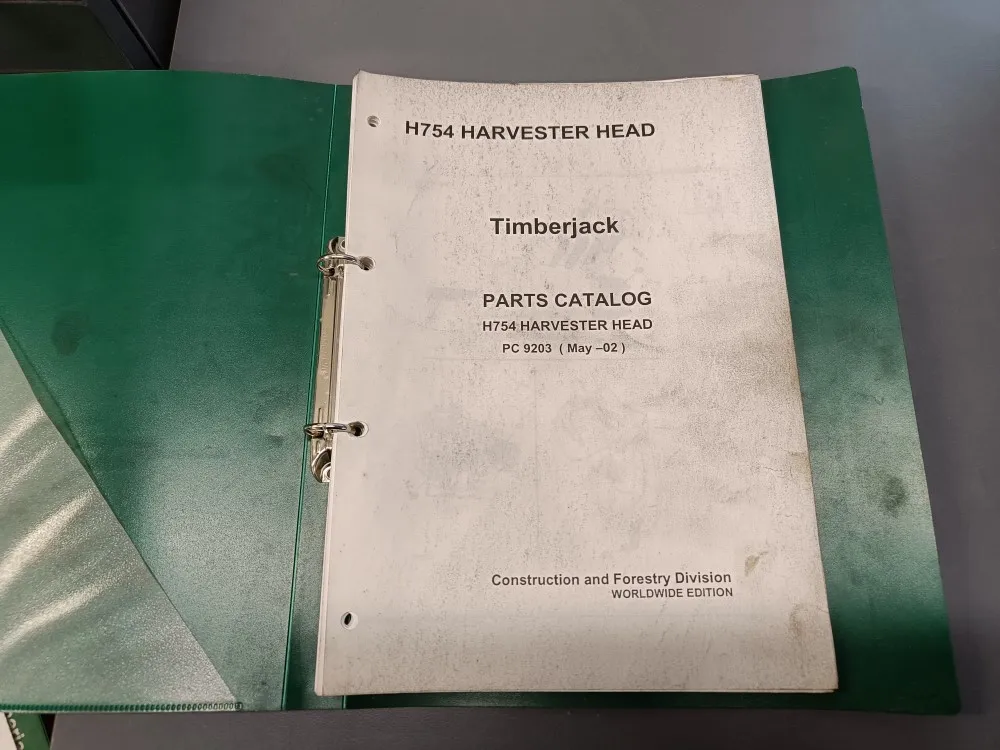 H754 HARVESTER HEAD
Timberjack
PARTS CATALOG
H754 HARVESTER HEAD
PC 9203 ( May –02 )
Construction and Forestry Division
WORLDWIDE EDITION